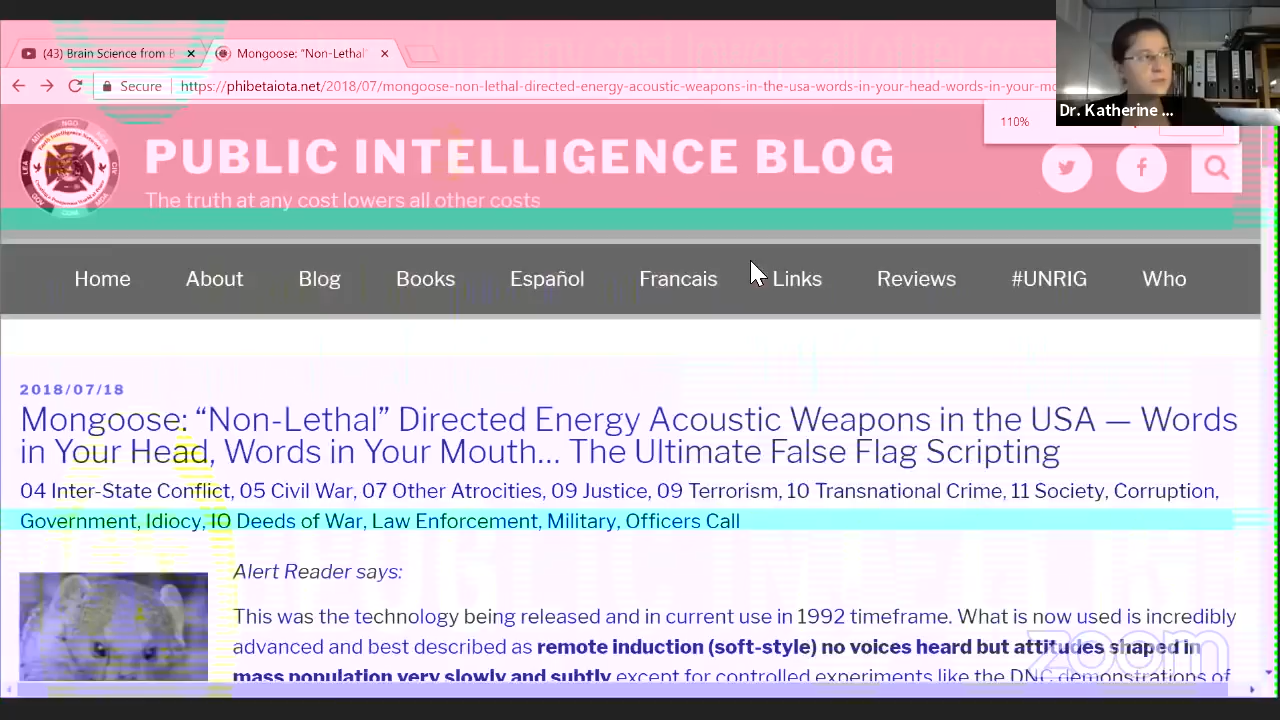 (43) Brain Science from B
Mongoose: “Non-Lethal”
Secure
https://phibetaiota.net/2018/07/mongoose-non-lethal-directed-energy-acoustic-weapons-in-the-usa-words-in-your-head-words-in-your-mo
Dr. Katherine ...
110%
PUBLIC INTELLIGENCE BLOG
The truth at any cost lowers all other costs
Home About Blog Books Español Francais Links Reviews #UNRIG Who
2018/07/18
Mongoose: “Non-Lethal” Directed Energy Acoustic Weapons in the USA — Words
in Your Head, Words in Your Mouth… The Ultimate False Flag Scripting
04 Inter-State Conflict, 05 Civil War, 07 Other Atrocities, 09 Justice, 09 Terrorism, 10 Transnational Crime, 11 Society, Corruption,
Government, Idiocy, IO Deeds of War, Law Enforcement, Military, Officers Call
Alert Reader says:
This was the technology being released and in current use in 1992 timeframe. What is now used is incredibly
advanced and best described as remote induction (soft-style) no voices heard but attitudes shaped in
mass population very slowly and subtly except for controlled experiments like the DNC demonstrations of
zoom